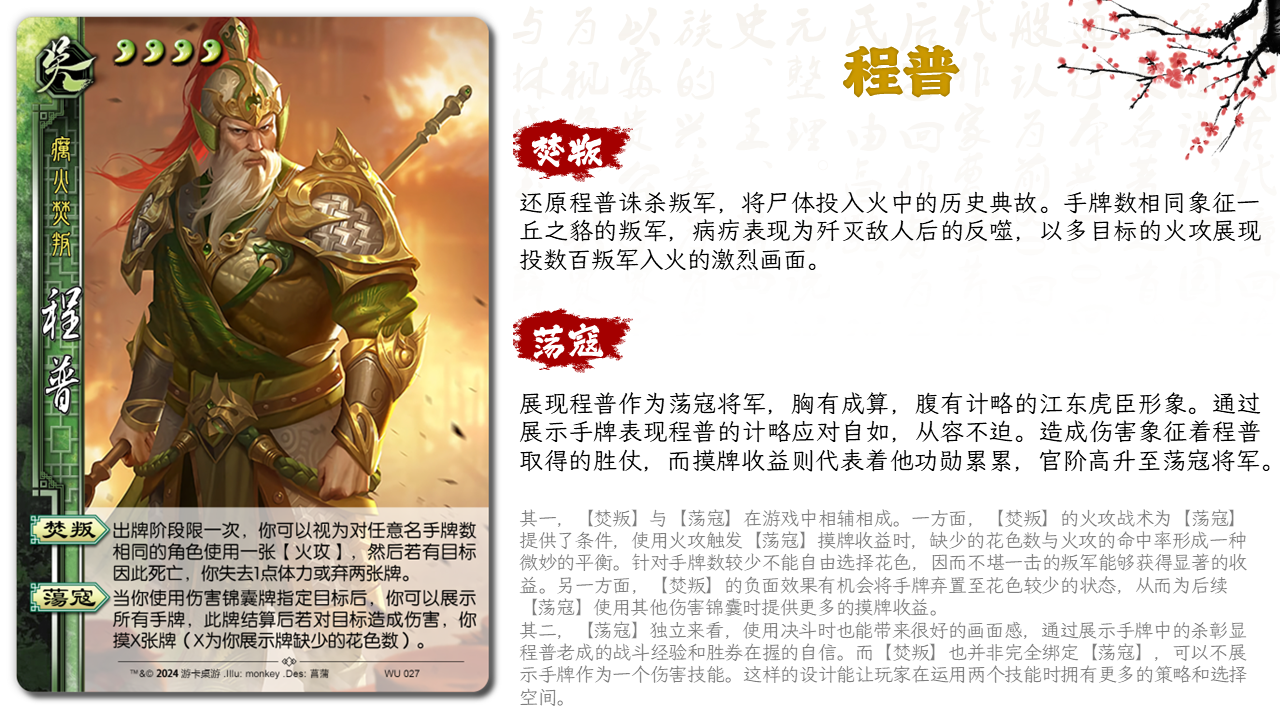 吴
疠火焚叛
程普
焚叛
出牌阶段限一次，你可以视为对任意名手牌数
相同的角色使用一张【火攻】，然后若有目标
因此死亡，你失去1点体力或弃两张牌。
荡寇
当你使用伤害锦囊牌指定目标后，你可以展示
所有手牌，此牌结算后若对目标造成伤害，你
摸X张牌（X为你展示牌缺少的花色数）。
™&© 2024 游卡桌游 .Illu: monkey .Des: 菖蒲
WU 027
程普
焚叛
还原程普诛杀叛军，将尸体投入火中的历史典故。手牌数相同象征一
丘之貉的叛军，病疠表现为歼灭敌人后的反噬，以多目标的火攻展现
投数百叛军入火的激烈画面。
荡寇
展现程普作为荡寇将军，胸有成算，腹有计略的江东虎臣形象。通过
展示手牌表现程普的计略应对自如，从容不迫。造成伤害象征着程普
取得的胜仗，而摸牌收益则代表着他功勋累累，官阶高升至荡寇将军。
其一，【焚叛】与【荡寇】在游戏中相辅相成。一方面，【焚叛】的火攻战术为【荡寇】
提供了条件，使用火攻触发【荡寇】摸牌收益时，缺少的花色数与火攻的命中率形成一种
微妙的平衡。针对手牌数较少不能自由选择花色，因而不堪一击的叛军能够获得显著的收
益。另一方面，【焚叛】的负面效果有机会将手牌弃置至花色较少的状态，从而为后续
【荡寇】使用其他伤害锦囊时提供更多的摸牌收益。
其二，【荡寇】独立来看，使用决斗时也能带来很好的画面感，通过展示手牌中的杀彰显
程普老成的战斗经验和胜券在握的自信。而【焚叛】也并非完全绑定【荡寇】，可以不展
示手牌作为一个伤害技能。这样的设计能让玩家在运用两个技能时拥有更多的策略和选择
空间。